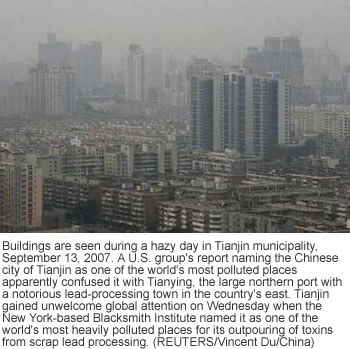 Buildings are seen during a hazy day in Tianjin municipality,
September 13, 2007. A U.S. group's report naming the Chinese
city of Tianjin as one of the world's most polluted places
apparently confused it with Tianying, the large northern port with
a notorious lead-processing town in the country's east. Tianjin
gained unwelcome global attention on Wednesday when the
New York-based Blacksmith Institute named it as one of the
world's most heavily polluted places for its outpouring of toxins
from scrap lead processing. (REUTERS/Vincent Du/China)